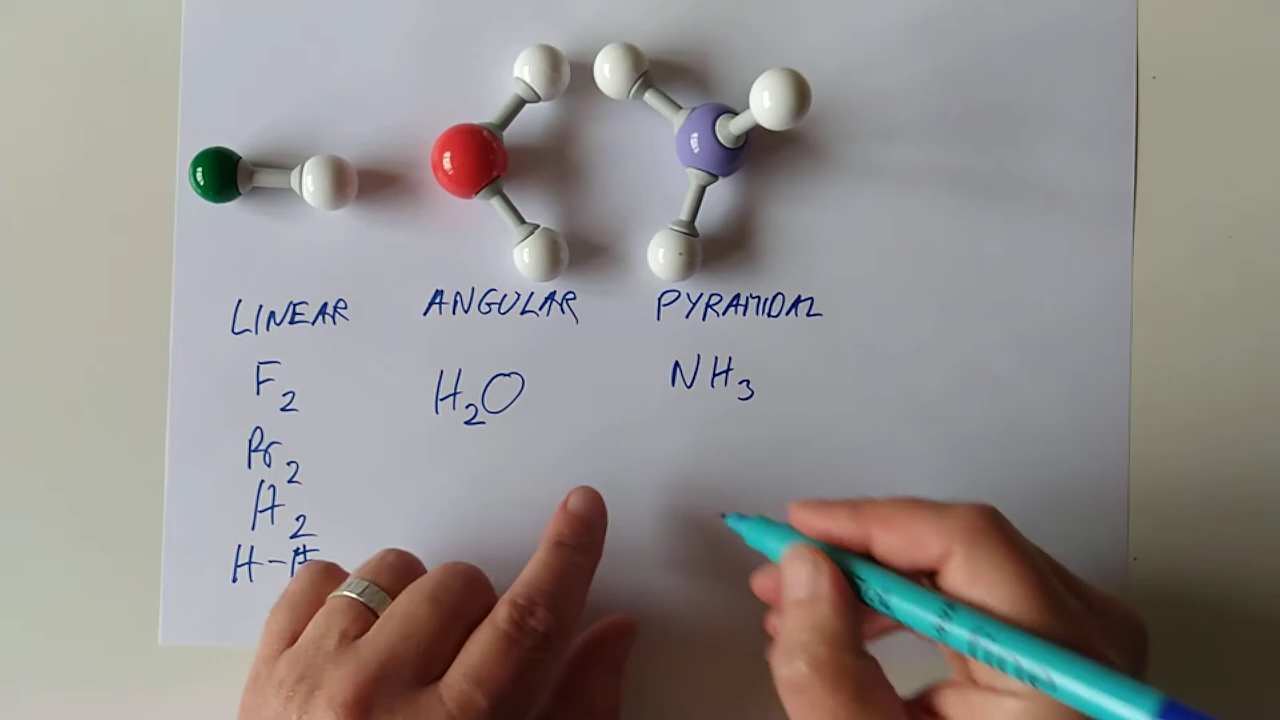 LINEAR
F2
Br2
H2
H-H
ANGULAR
H2O
PYRAMIDAL
NH3